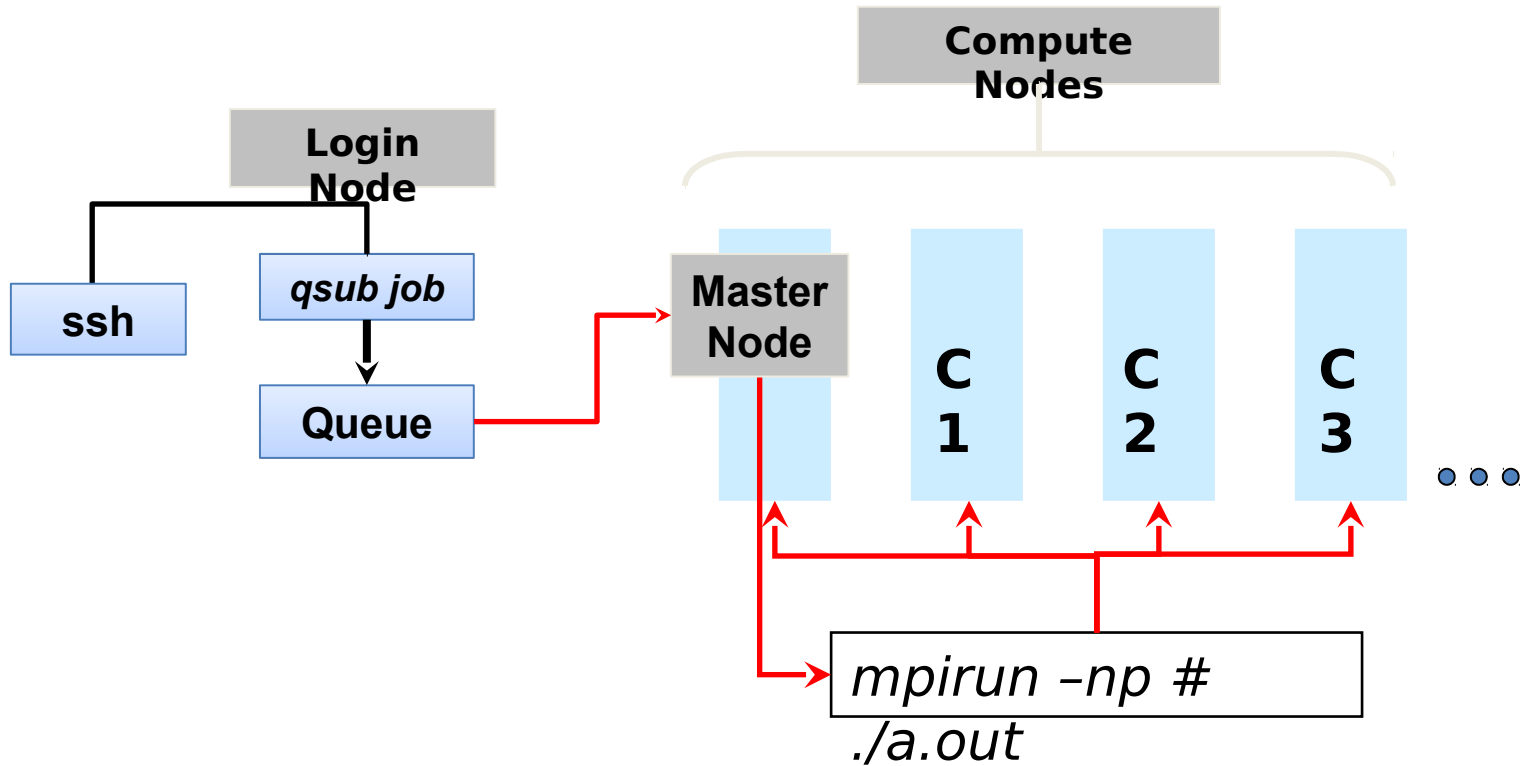 Compute
Nodes
Login
Node
ssh
qsub job
Queue
Master
Node
C
1
C
2
C
3
mpirun –np #
./a.out